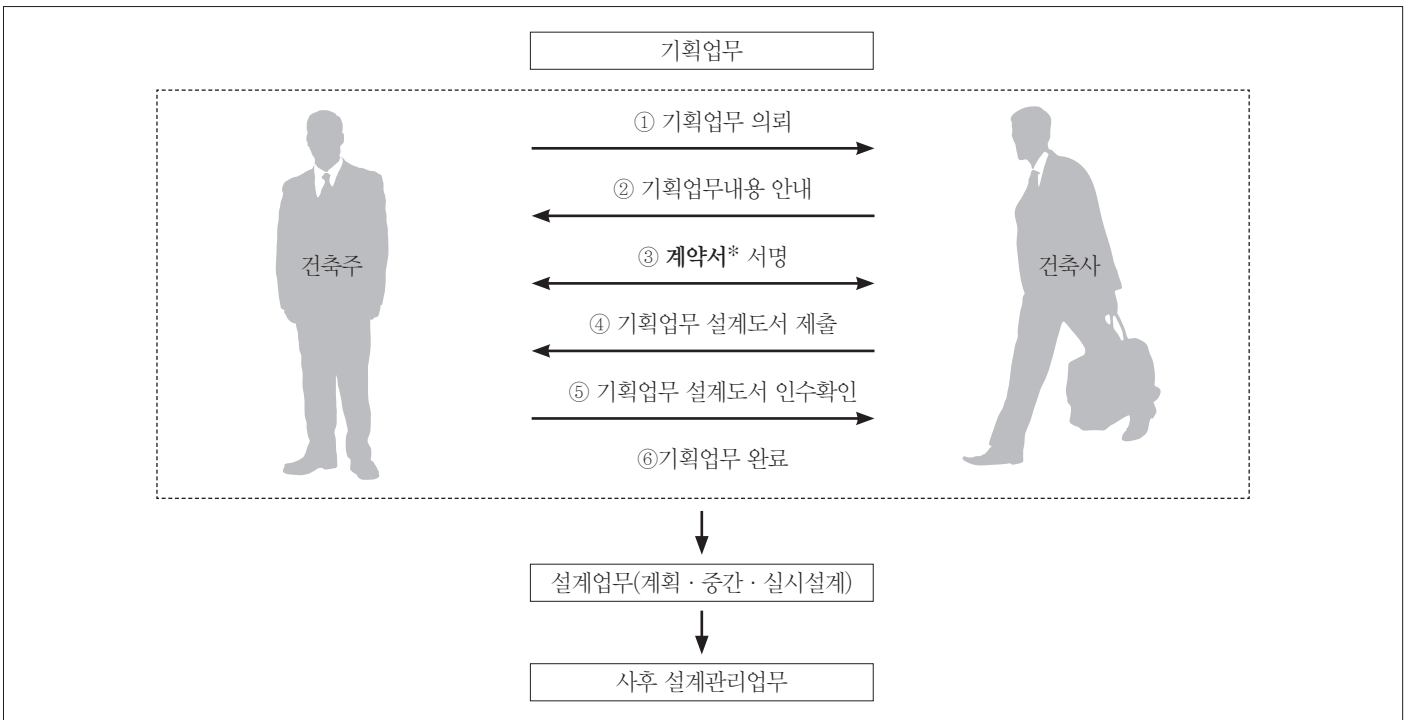 기획업무
① 기획업무 의뢰
② 기획업무내용 안내
건축주
③ 계약서* 서명
건축사
④ 기획업무 설계도서 제출
⑤ 기획업무 설계도서 인수확인
⑥기획업무 완료
설계업무(계획 · 중간 · 실시설계)
사후 설계관리업무